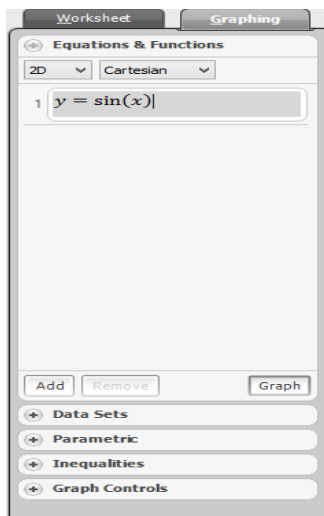 Worksheet Graphing
Equations & Functions
2D Cartesian
1 y = sin(x)
Add Remove Graph
Data Sets
Parametric
Inequalities
Graph Controls